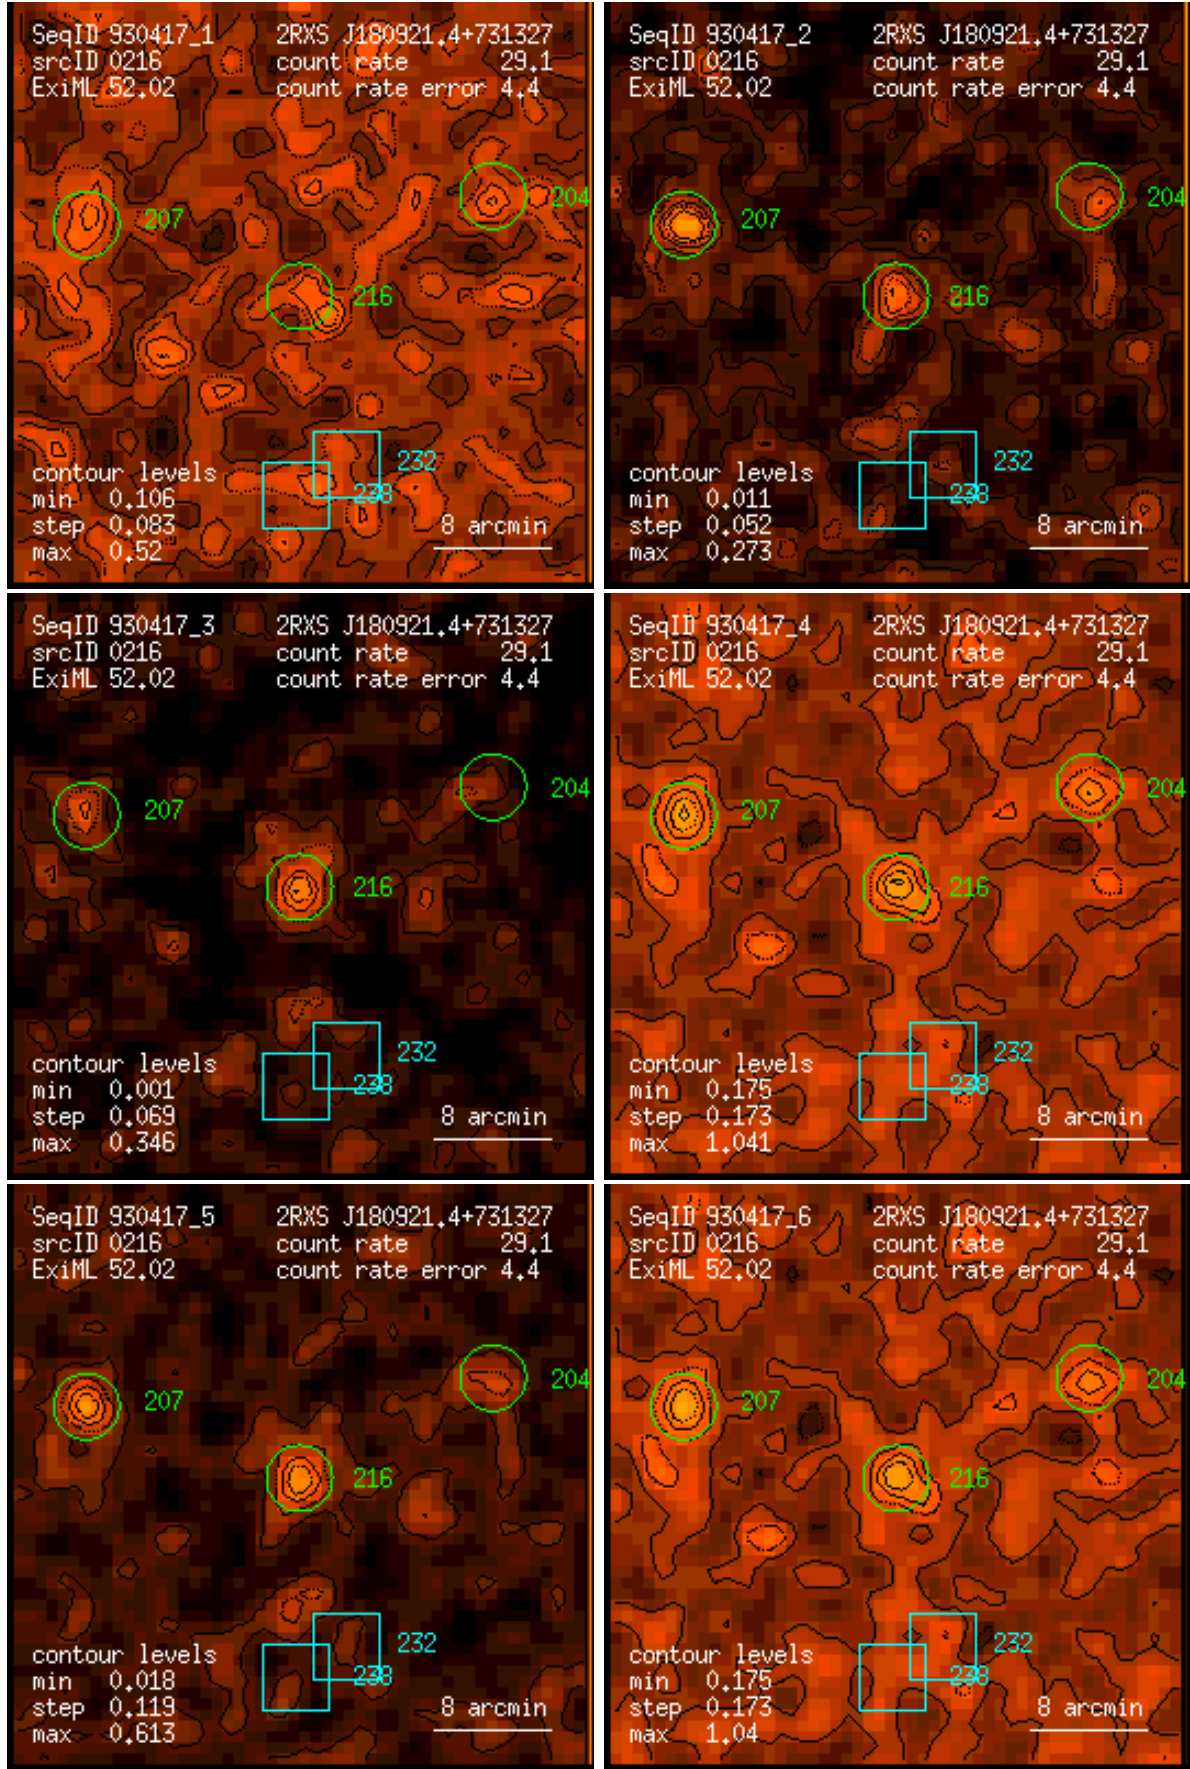 SeqID 930417_1 2RXS J180921.4+731327
srcID 0216 count rate 29.1
ExiML 52.02 count rate error 4.4
204
207
216
232
contour levels
238
min 0.106
step 0.083 8 arcmin
max 0.52
SeqID 930417_2 2RXS J180921.4+731327
srcID 0216 count rate 29.1
ExiML 52.02 count rate error 4.4
204
207
216
232
contour levels
238
min 0.011
step 0.052 8 arcmin
max 0.273
SeqID 930417_3 2RXS J180921.4+731327
srcID 0216 count rate 29.1
ExiML 52.02 count rate error 4.4
204
207
216
232
contour levels
238
min 0.001
step 0.069 8 arcmin
max 0.346
SeqID 930417_4 2RXS J180921.4+731327
srcID 0216 count rate 29.1
ExiML 52.02 count rate error 4.4
204
207
216
232
contour levels
238
min 0.175
step 0.173 8 arcmin
max 1.041
SeqID 930417_5 2RXS J180921.4+731327
srcID 0216 count rate 29.1
ExiML 52.02 count rate error 4.4
204
207
216
232
contour levels
238
min 0.018
step 0.119 8 arcmin
max 0.613
SeqID 930417_6 2RXS J180921.4+731327
srcID 0216 count rate 29.1
ExiML 52.02 count rate error 4.4
204
207
216
232
contour levels
238
min 0.175
step 0.173 8 arcmin
max 1.04